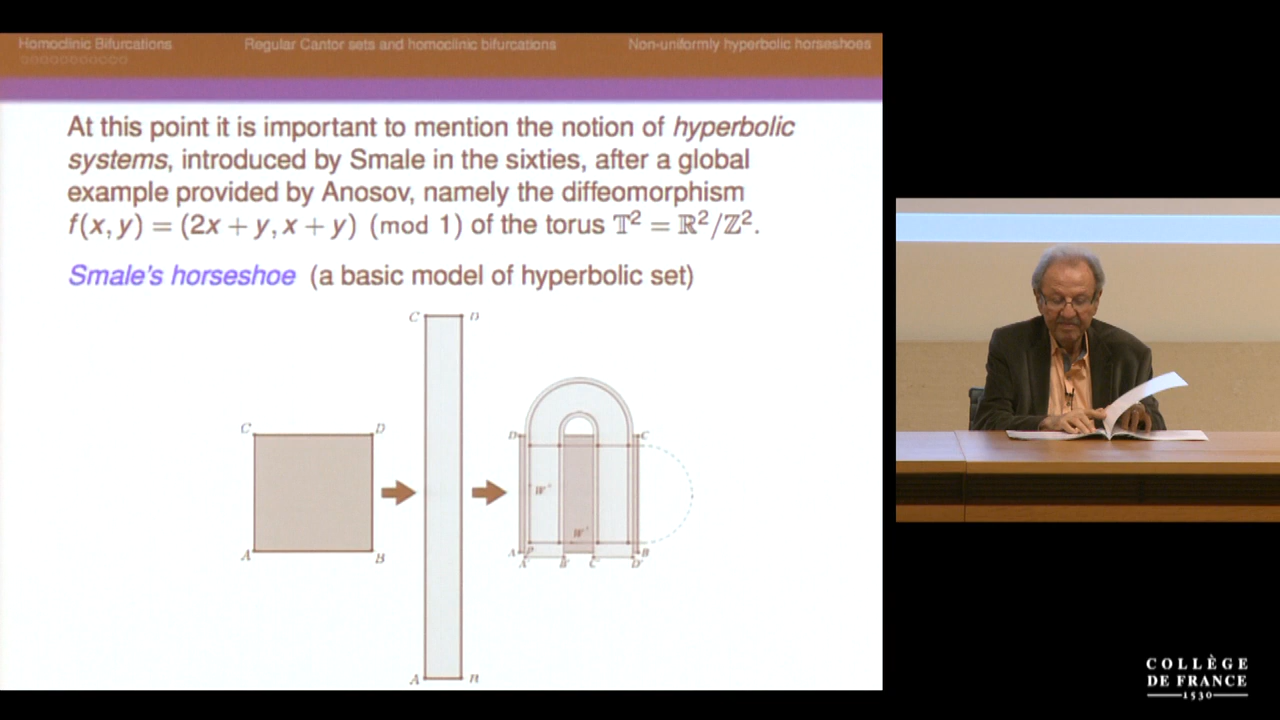 Homoclinic Bifurcations Regular Cantor sets and homoclinic bifurcations Non-uniformly hyperbolic horseshoes
At this point it is important to mention the notion of hyperbolic
systems, introduced by Smale in the sixties, after a global
example provided by Anosov, namely the diffeomorphism
f(x, y) = (2x + y, x + y) (mod 1) of the torus 𝕋² = ℝ²/ℤ².
Smale's horseshoe (a basic model of hyperbolic set)
C D
C D
D C
A B
A P B
A' B' C' D'
A B
COLLÈGE
DE FRANCE
1530